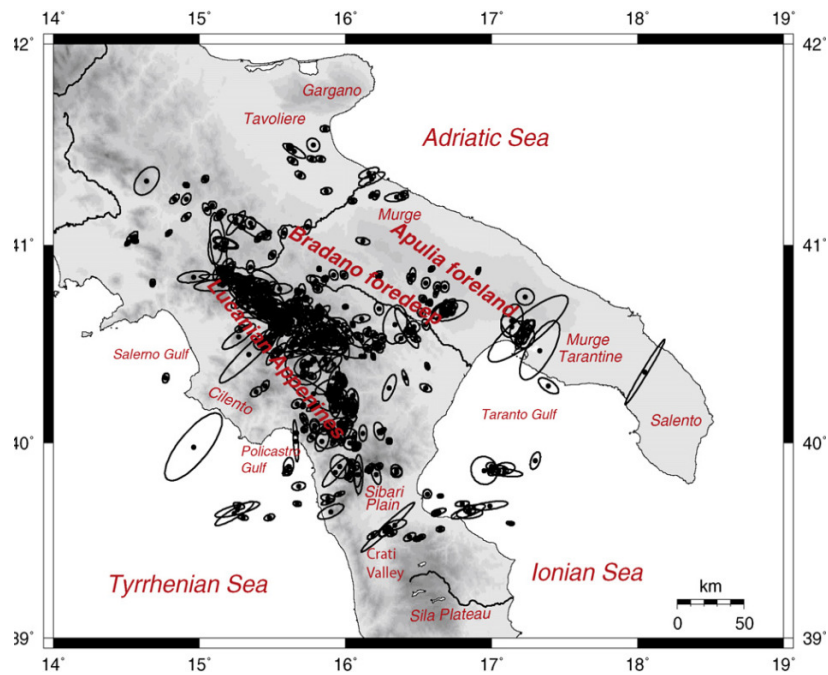 14° 15° 16° 17° 18° 19°
42° 42°
Gargano
Tavoliere
Adriatic Sea
Murge
Apulia foreland
Bradano foredeep
41° 41°
Lucanian Appenines
Salerno Gulf
Murge
Tarantine
Cilento
Taranto Gulf
Salento
40° 40°
Policastro
Gulf
Sibari
Plain
Crati
Valley
Tyrrhenian Sea
Ionian Sea
km
0 50
Sila Plateau
39° 39°
14° 15° 16° 17° 18° 19°